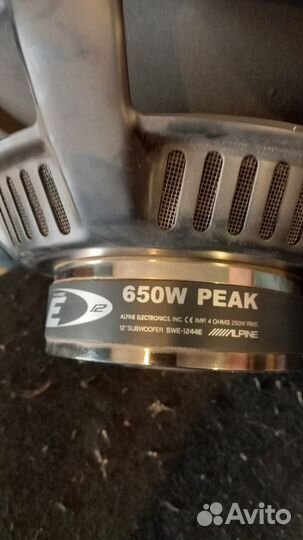 E 12
650W PEAK
ALPINE ELECTRONICS, INC. CE IMP. 4 OHMS 250W RMS.
12" SUBWOOFER SWE-1244E ALPINE
Avito